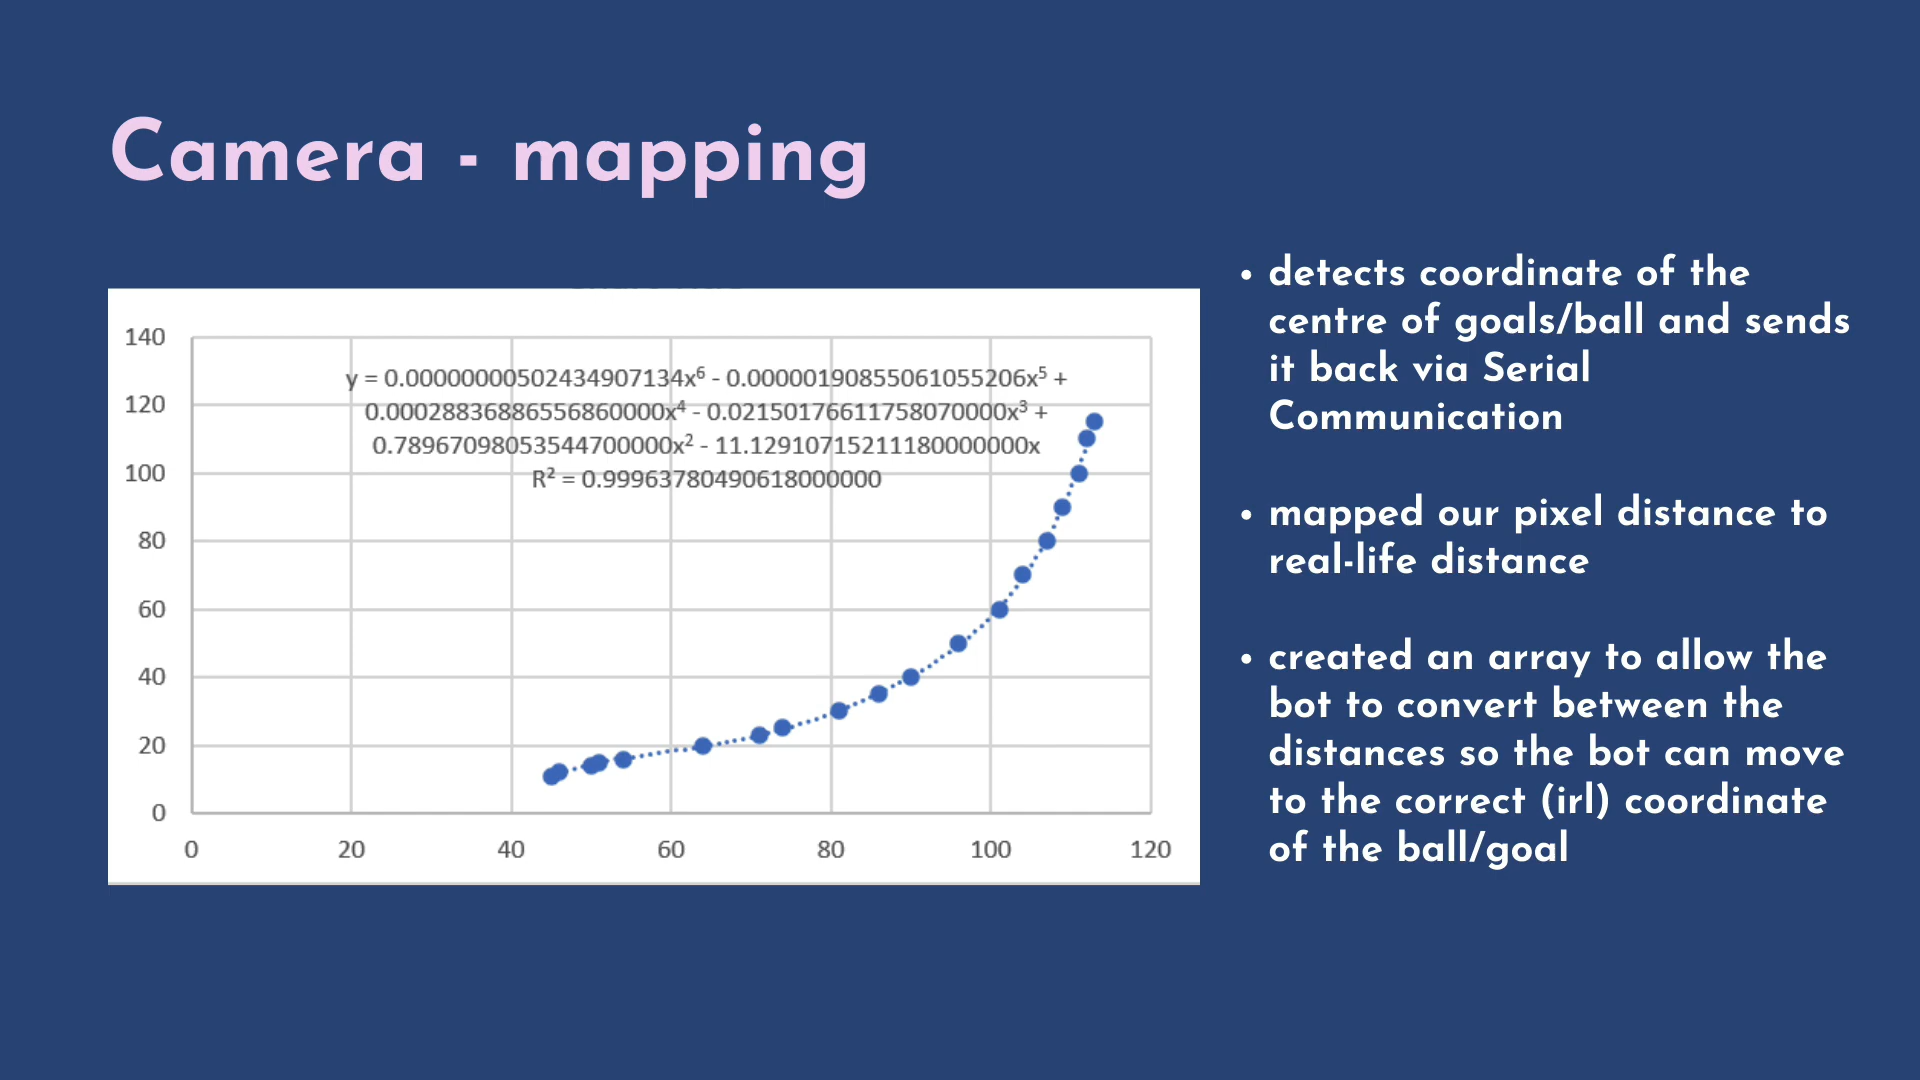 Camera - mapping
140
120
100
80
60
40
20
0
0 20 40 60 80 100 120
y = 0.00000000502434907134x⁶ - 0.00000190855061055206x⁵ +
0.00028836886556860000x⁴ - 0.02150176611758070000x³ +
0.78967098053544700000x² - 11.12910715211180000000x
R² = 0.99963780490618000000
• detects coordinate of the
centre of goals/ball and sends
it back via Serial
Communication
• mapped our pixel distance to
real-life distance
• created an array to allow the
bot to convert between the
distances so the bot can move
to the correct (irl) coordinate
of the ball/goal